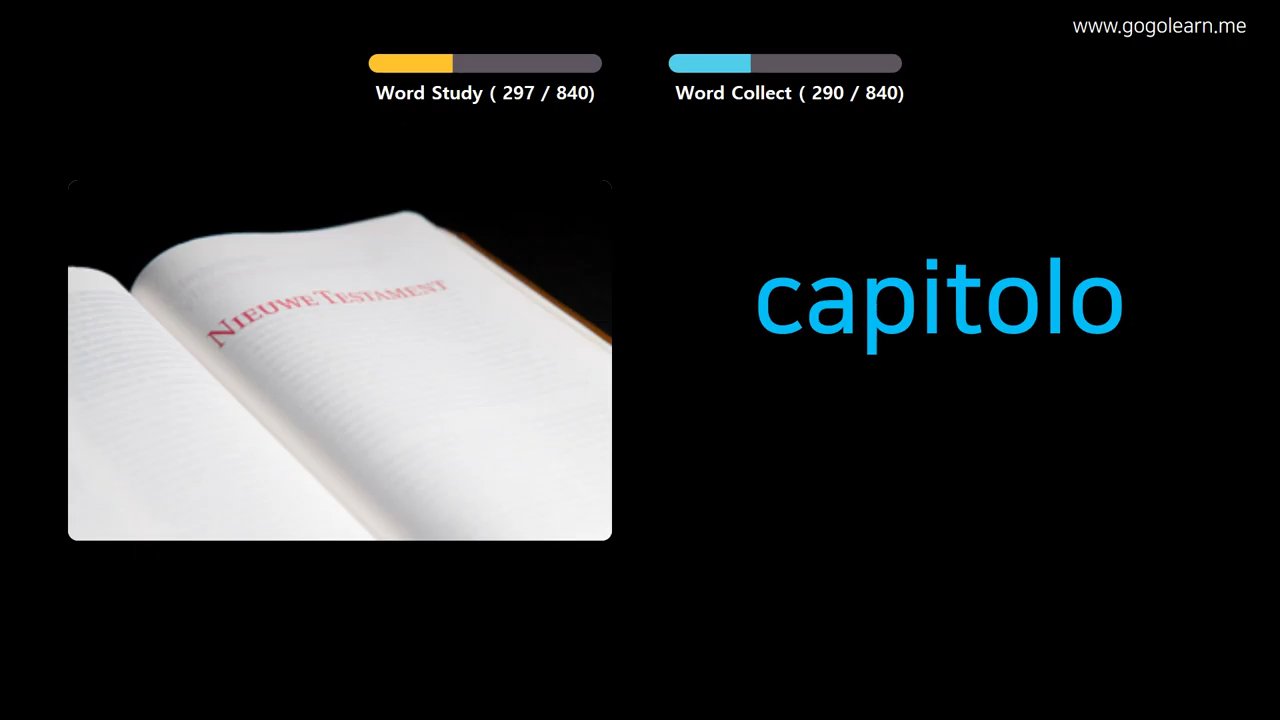 www.gogolearn.me
Word Study ( 297 / 840)
Word Collect ( 290 / 840)
NIEUWE TESTAMENT
capitolo